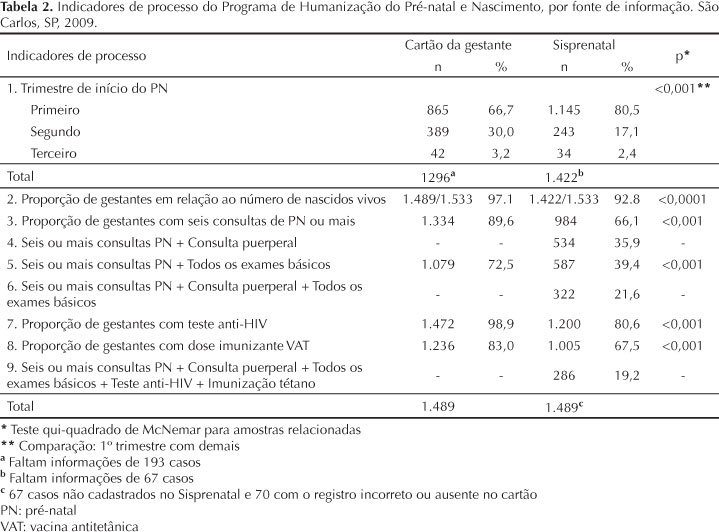 Tabela 2. Indicadores de processo do Programa de Humanização do Pré-natal e Nascimento, por fonte de informação. São
Carlos, SP, 2009.
Indicadores de processo Cartão da gestante Sisprenatal p*
n % n %
1. Trimestre de início do PN <0,001**
Primeiro 865 66,7 1.145 80,5
Segundo 389 30,0 243 17,1
Terceiro 42 3,2 34 2,4
Total 1296a 1.422b
2. Proporção de gestantes em relação ao número de nascidos vivos 1.489/1.533 97.1 1.422/1.533 92.8 <0,0001
3. Proporção de gestantes com seis consultas de PN ou mais 1.334 89,6 984 66,1 <0,001
4. Seis ou mais consultas PN + Consulta puerperal - - 534 35,9 -
5. Seis ou mais consultas PN + Todos os exames básicos 1.079 72,5 587 39,4 <0,001
6. Seis ou mais consultas PN + Consulta puerperal + Todos os
exames básicos - - 322 21,6 -
7. Proporção de gestantes com teste anti-HIV 1.472 98,9 1.200 80,6 <0,001
8. Proporção de gestantes com dose imunizante VAT 1.236 83,0 1.005 67,5 <0,001
9. Seis ou mais consultas PN + Consulta puerperal + Todos os
exames básicos + Teste anti-HIV + Imunização tétano - - 286 19,2 -
Total 1.489 1.489c
* Teste qui-quadrado de McNemar para amostras relacionadas
** Comparação: 1º trimestre com demais
a Faltam informações de 193 casos
b Faltam informações de 67 casos
c 67 casos não cadastrados no Sisprenatal e 70 com o registro incorreto ou ausente no cartão
PN: pré-natal
VAT: vacina antitetânica